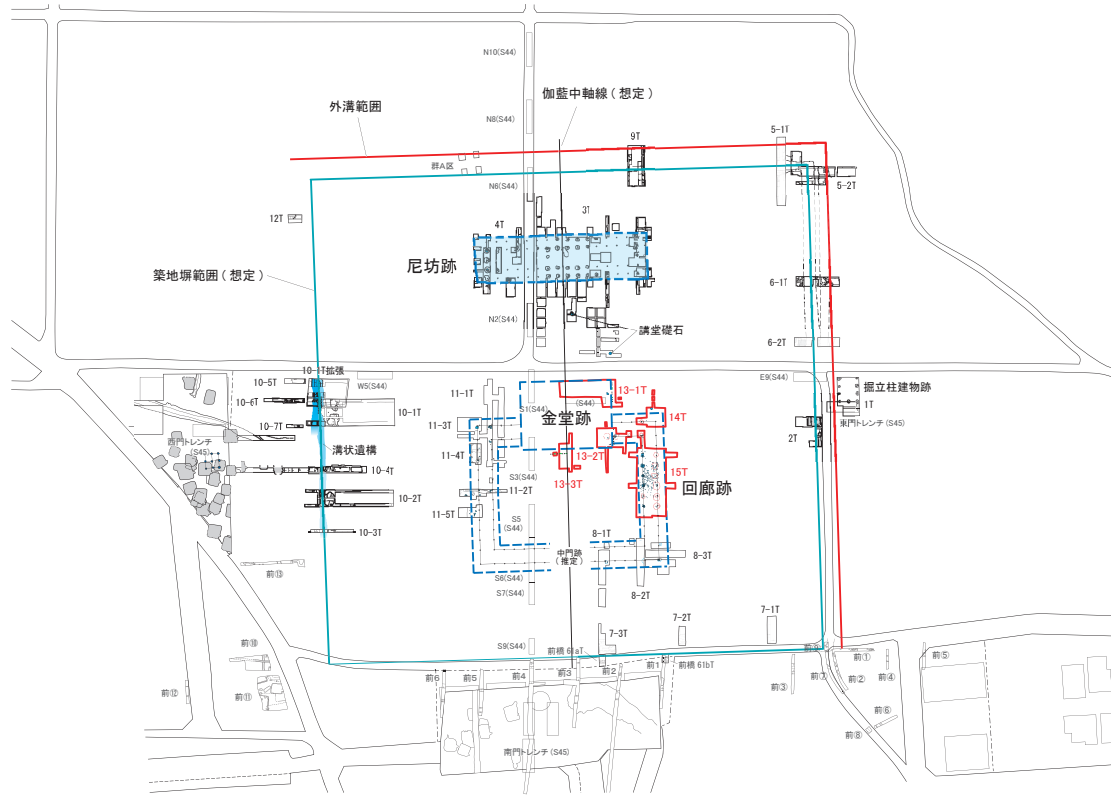 N10(S44)
伽藍中軸線(想定)
外溝範囲
N8(S44)
9T
5-1T
群A区
N6(S44)
5-2T
12T
4T
3T
尼坊跡
築地塀範囲(想定)
6-1T
N2(S44)
講堂礎石
6-2T
10-1T拡張
10-5T
W5(S44)
11-1T
13-1T
E9(S44)
掘立柱建物跡
10-6T
10-1T
S1(S44)
(S44)
14T
1T
金堂跡
11-3T
東門トレンチ(S45)
10-7T
2T
西門トレンチ
(S45)
溝状遺構
11-4T
13-2T
10-4T
S3(S44)
13-3T
15T
回廊跡
10-2T
11-2T
11-5T
S5
(S44)
10-3T
8-1T
中門跡
(推定)
8-3T
前⑬
S6(S44)
S7(S44)
8-2T
7-1T
7-2T
7-3T
S9(S44)
前橋 61aT
前⑩
前橋 61bT
前①
前⑤
前6
前5
前4
前3
前2
前1
前③
前⑦
前②
前④
前⑫
前⑪
前⑥
前⑧
南門トレンチ(S45)